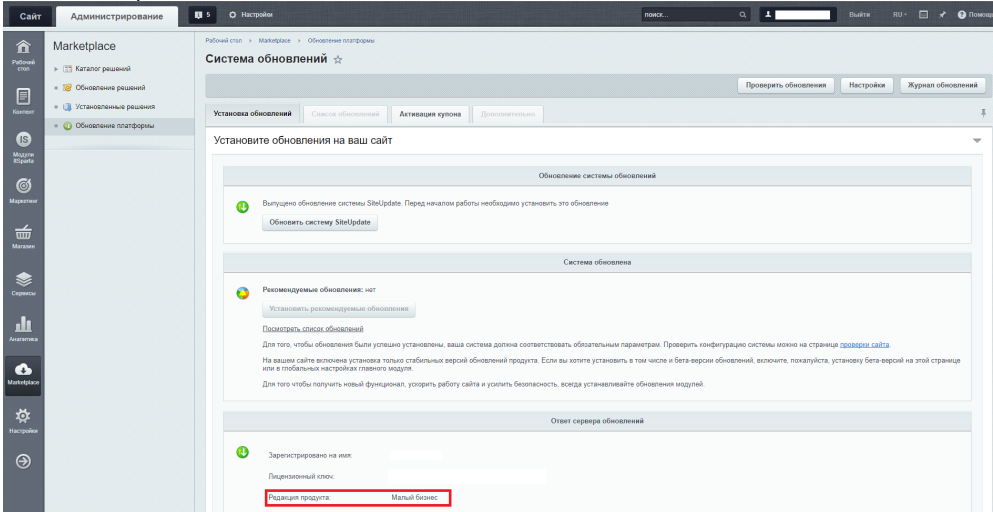 Сайт
Администрирование
5
Настройки
поиск...
Выйти
RU
Помощь
Рабочий стол
Контент
IS
Модули ItSparta
Маркетинг
Магазин
Сервисы
Аналитика
Marketplace
Настройки
Marketplace
Каталог решений
Обновление решений
Установленные решения
Обновление платформы
Рабочий стол
Marketplace
Обновление платформы
Система обновлений
Проверить обновления
Настройки
Журнал обновлений
Установка обновлений
Список обновлений
Активация купона
Дополнительно
Установите обновления на ваш сайт
Обновление системы обновлений
Выпущено обновление системы SiteUpdate. Перед началом работы необходимо установить это обновление
Обновить систему SiteUpdate
Система обновлена
Рекомендуемые обновления: нет
Установить рекомендуемые обновления
Посмотреть список обновлений
Для того, чтобы обновления были успешно установлены, ваша система должна соответствовать обязательным параметрам. Проверить конфигурацию системы можно на странице проверки сайта.
На вашем сайте включена установка только стабильных версий обновлений продукта. Если вы хотите установить в том числе и бета-версии обновлений, включите, пожалуйста, установку бета-версий на этой странице
или в глобальных настройках главного модуля.
Для того чтобы получить новый функционал, ускорить работу сайта и усилить безопасность, всегда устанавливайте обновления модулей.
Ответ сервера обновлений
Зарегистрировано на имя:
Лицензионный ключ:
Редакция продукта: Малый бизнес